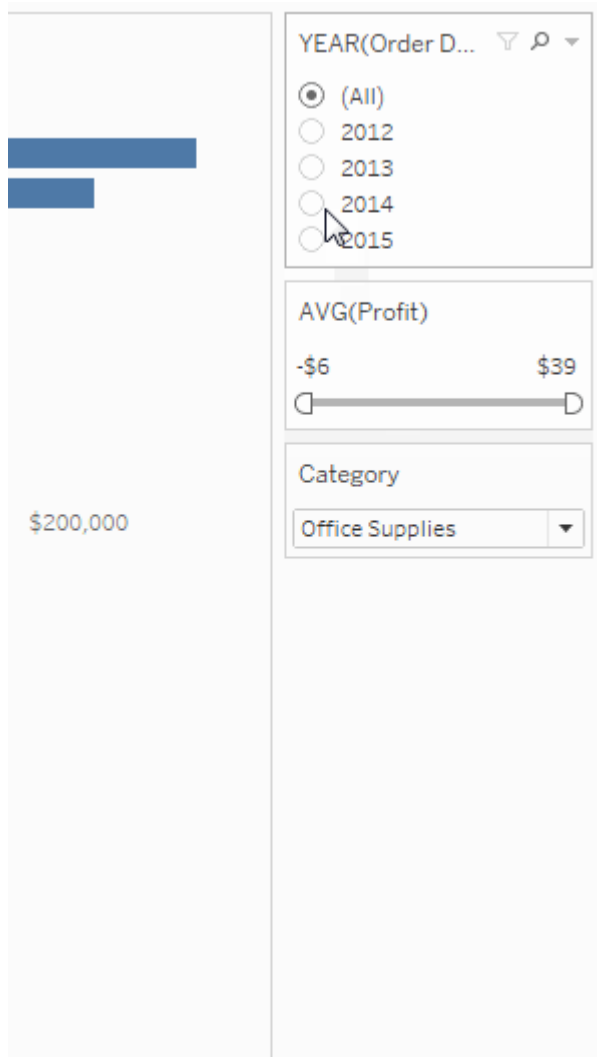 YEAR(Order D...
(All)
2012
2013
2014
2015
AVG(Profit)
-$6 $39
Category
Office Supplies
$200,000